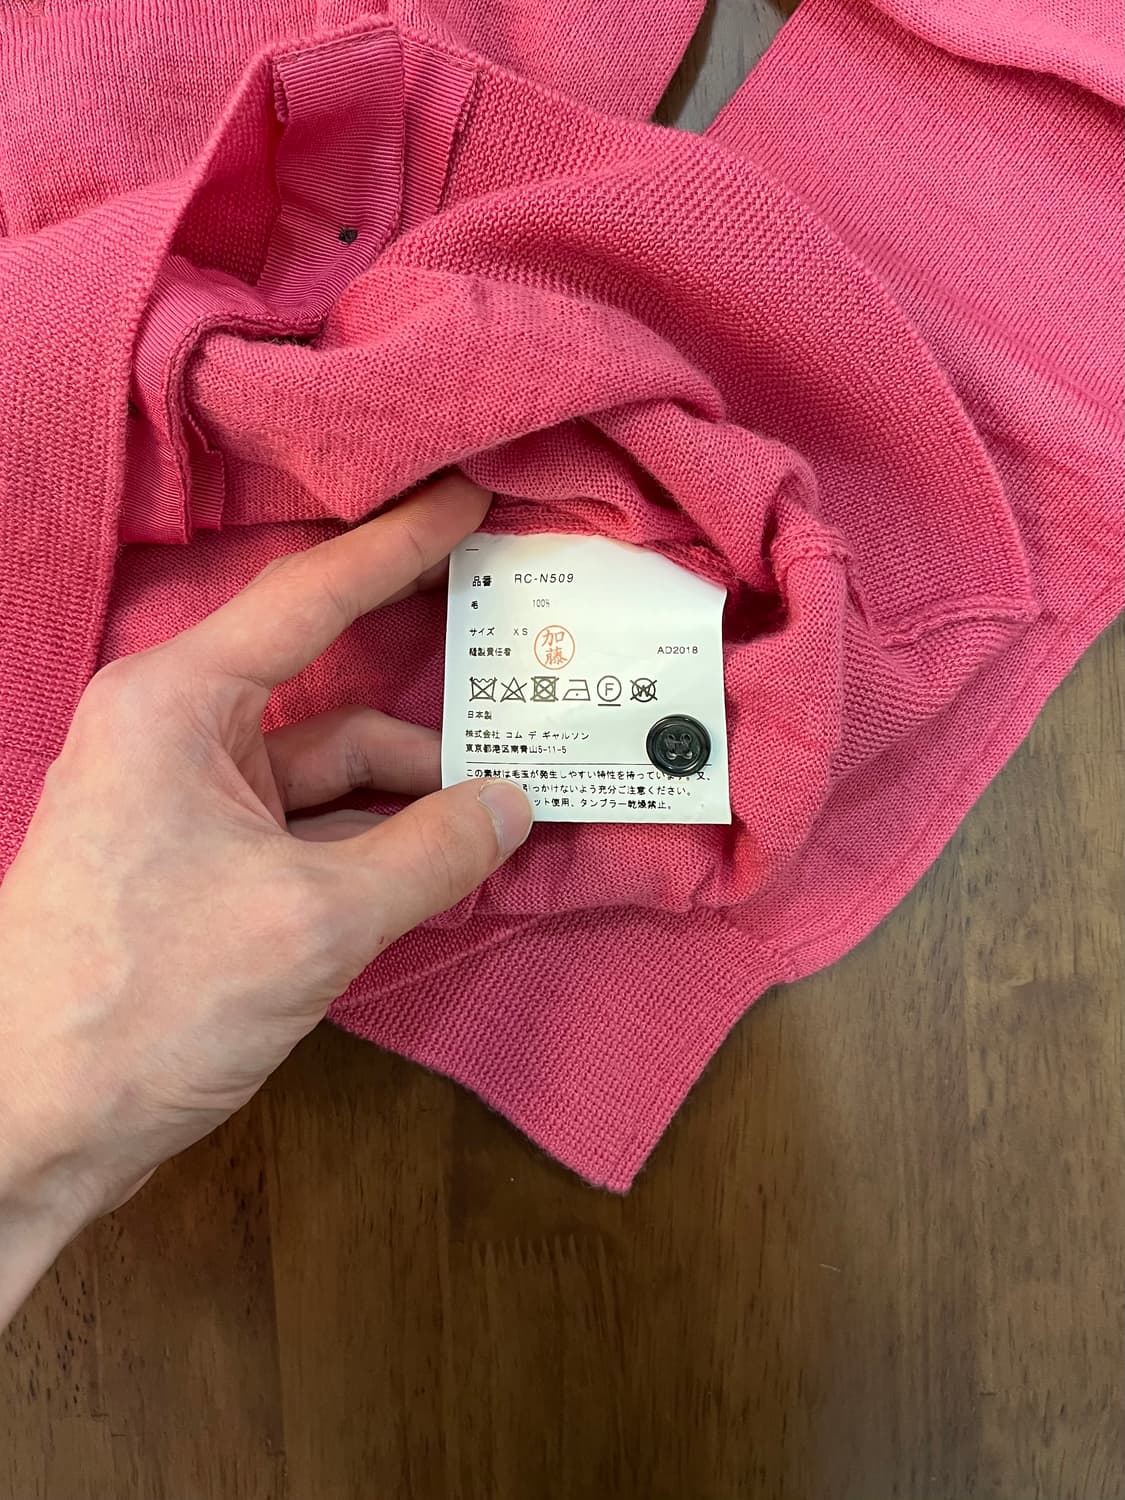 品番 RC-N509
毛 100%
サイズ XS
加藤
縫製責任者 AD2018
F W
日本製
株式会社 コム デ ギャルソン
東京都港区南青山5-11-5
この素材は毛玉が発生しやすい特性を持っています。又、
引っかけないよう充分ご注意ください。
ット使用、タンブラー乾燥禁止。